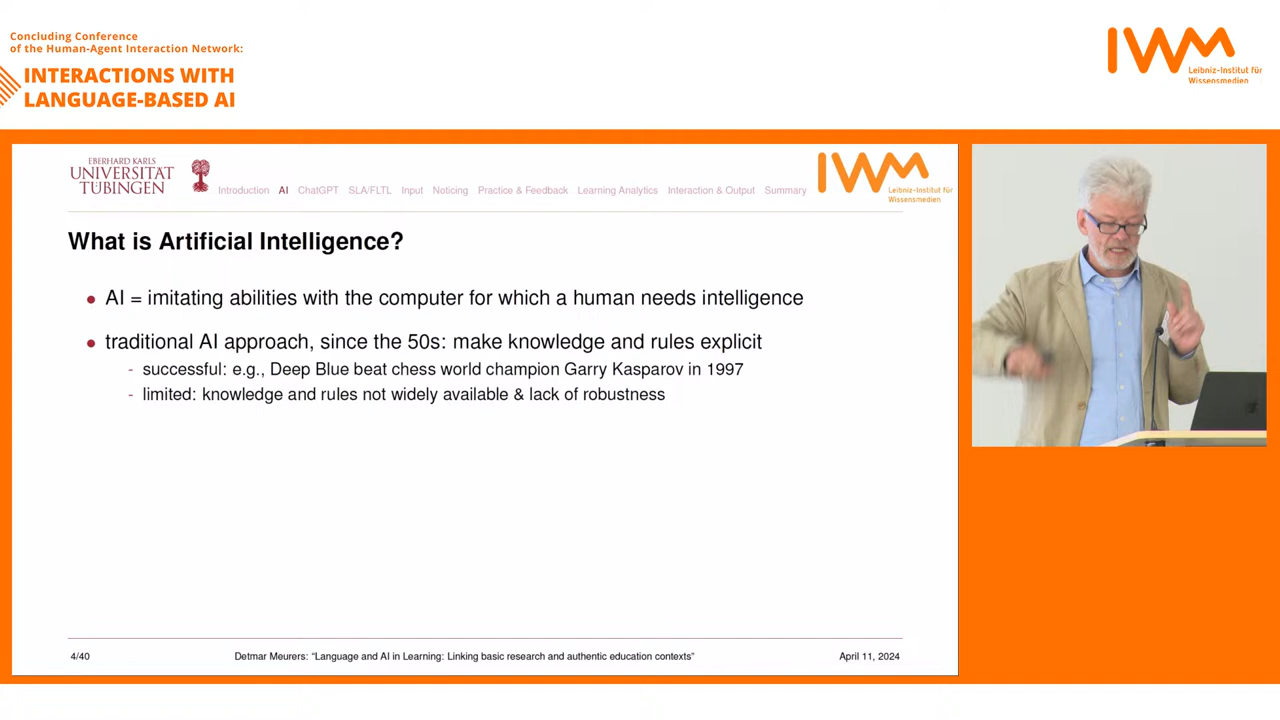 Concluding Conference
of the Human-Agent Interaction Network:
INTERACTIONS WITH
LANGUAGE-BASED AI
IWM
Leibniz-Institut für
Wissensmedien
EBERHARD KARLS
UNIVERSITÄT
TÜBINGEN
Introduction AI ChatGPT SLA/FLTL Input Noticing Practice & Feedback Learning Analytics Interaction & Output Summary
IWM
Leibniz-Institut für
Wissensmedien
What is Artificial Intelligence?
• AI = imitating abilities with the computer for which a human needs intelligence
• traditional AI approach, since the 50s: make knowledge and rules explicit
- successful: e.g., Deep Blue beat chess world champion Garry Kasparov in 1997
- limited: knowledge and rules not widely available & lack of robustness
4/40 Detmar Meurers: “Language and AI in Learning: Linking basic research and authentic education contexts” April 11, 2024